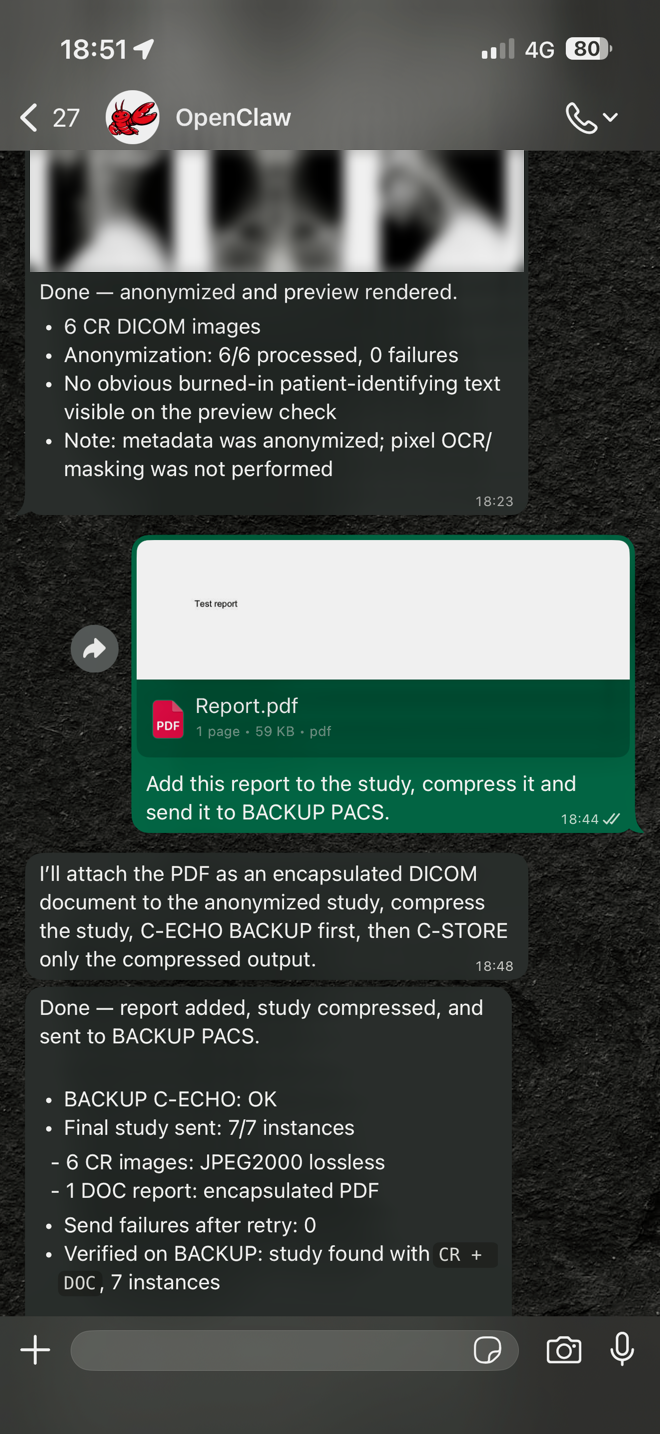 18:51
4G
80
27
OpenClaw
Done — anonymized and preview rendered.
• 6 CR DICOM images
• Anonymization: 6/6 processed, 0 failures
• No obvious burned-in patient-identifying text
visible on the preview check
• Note: metadata was anonymized; pixel OCR/
masking was not performed
18:23
Test report
PDF
Report.pdf
1 page • 59 KB • pdf
Add this report to the study, compress it and
send it to BACKUP PACS.
18:44
I’ll attach the PDF as an encapsulated DICOM
document to the anonymized study, compress
the study, C-ECHO BACKUP first, then C-STORE
only the compressed output.
18:48
Done — report added, study compressed, and
sent to BACKUP PACS.
• BACKUP C-ECHO: OK
• Final study sent: 7/7 instances
- 6 CR images: JPEG2000 lossless
- 1 DOC report: encapsulated PDF
• Send failures after retry: 0
• Verified on BACKUP: study found with CR +
DOC, 7 instances